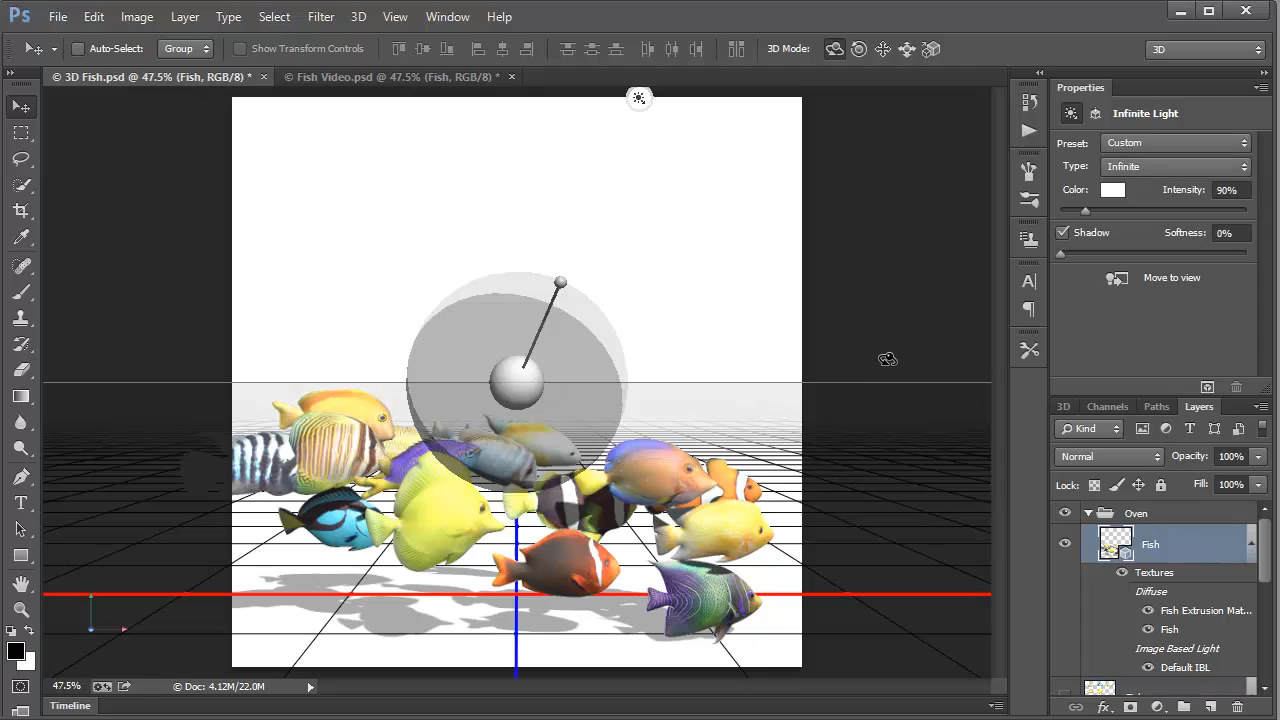 Ps File Edit Image Layer Type Select Filter 3D View Window Help
Auto-Select: Group Show Transform Controls 3D Mode: 3D
© 3D Fish.psd @ 47.5% (Fish, RGB/8) * × © Fish Video.psd @ 47.5% (Fish, RGB/8) * ×
Properties
Infinite Light
Preset: Custom
Type: Infinite
Color: Intensity: 90%
Shadow Softness: 0%
Move to view
3D Channels Paths Layers
Kind
Normal Opacity: 100%
Lock: Fill: 100%
Oven
Fish
Textures
Diffuse
Fish Extrusion Mat...
Fish
Image Based Light
Default IBL
47.5% © Doc: 4.12M/22.0M
Timeline